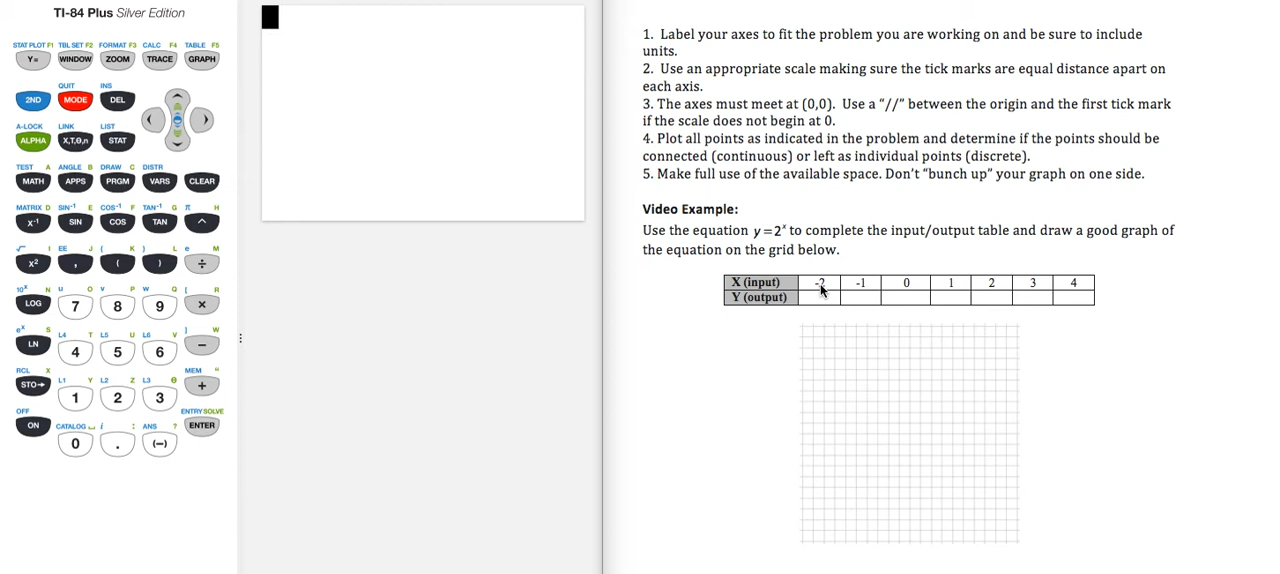 TI-84 Plus Silver Edition
STAT PLOT F1 TBL SET F2 FORMAT F3 CALC F4 TABLE F5
Y= WINDOW ZOOM TRACE GRAPH
QUIT INS
2ND MODE DEL
A-LOCK LINK LIST
ALPHA X,T,θ,n STAT
TEST A ANGLE B DRAW C DISTR
MATH APPS PRGM VARS CLEAR
MATRIX D SIN⁻¹ E COS⁻¹ F TAN⁻¹ G π H
X⁻¹ SIN COS TAN ^
√ I EE J { K } L e M
X² , ( ) ÷
10ˣ N u O v P w Q [ R
LOG 7 8 9 ×
eˣ S L4 T L5 U L6 V ] W
LN 4 5 6 −
RCL X L1 Y L2 Z L3 θ MEM "
STO→ 1 2 3 +
OFF CATALOG ⎵ i : ANS ? ENTRY SOLVE
ON 0 . (−) ENTER
1. Label your axes to fit the problem you are working on and be sure to include
units.
2. Use an appropriate scale making sure the tick marks are equal distance apart on
each axis.
3. The axes must meet at (0,0). Use a “//” between the origin and the first tick mark
if the scale does not begin at 0.
4. Plot all points as indicated in the problem and determine if the points should be
connected (continuous) or left as individual points (discrete).
5. Make full use of the available space. Don’t “bunch up” your graph on one side.
Video Example:
Use the equation y=2ˣ to complete the input/output table and draw a good graph of
the equation on the grid below.
X (input) -2 -1 0 1 2 3 4
Y (output)